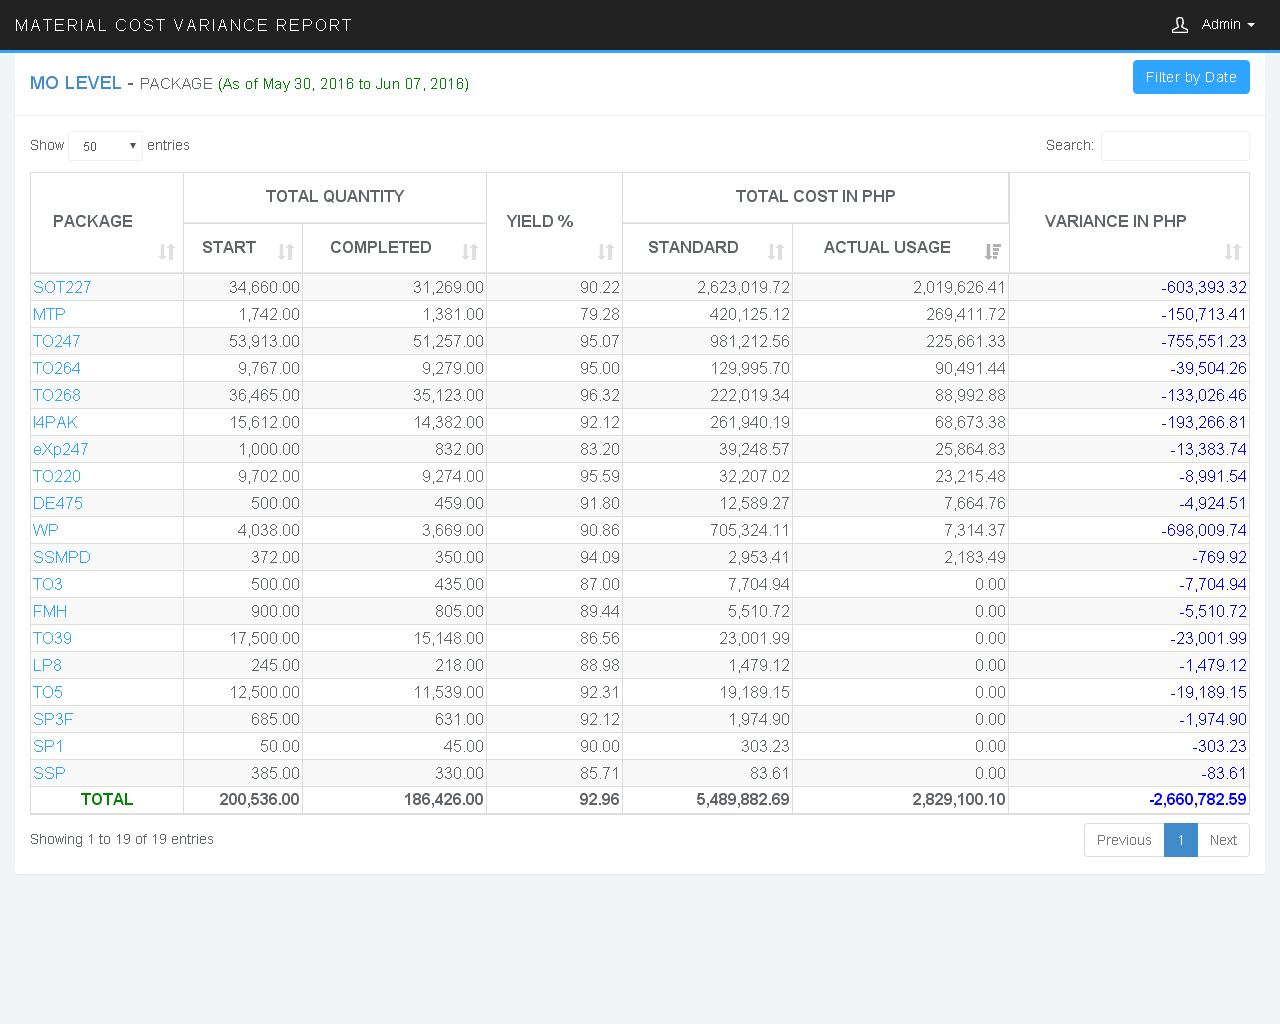 MATERIAL COST VARIANCE REPORT Admin
MO LEVEL - PACKAGE (As of May 30, 2016 to Jun 07, 2016) Filter by Date
Show 50 entries Search:
PACKAGE TOTAL QUANTITY YIELD % TOTAL COST IN PHP VARIANCE IN PHP
START COMPLETED STANDARD ACTUAL USAGE
SOT227 34,660.00 31,269.00 90.22 2,623,019.72 2,019,626.41 -603,393.32
MTP 1,742.00 1,381.00 79.28 420,125.12 269,411.72 -150,713.41
TO247 53,913.00 51,257.00 95.07 981,212.56 225,661.33 -755,551.23
TO264 9,767.00 9,279.00 95.00 129,995.70 90,491.44 -39,504.26
TO268 36,465.00 35,123.00 96.32 222,019.34 88,992.88 -133,026.46
I4PAK 15,612.00 14,382.00 92.12 261,940.19 68,673.38 -193,266.81
eXp247 1,000.00 832.00 83.20 39,248.57 25,864.83 -13,383.74
TO220 9,702.00 9,274.00 95.59 32,207.02 23,215.48 -8,991.54
DE475 500.00 459.00 91.80 12,589.27 7,664.76 -4,924.51
WP 4,038.00 3,669.00 90.86 705,324.11 7,314.37 -698,009.74
SSMPD 372.00 350.00 94.09 2,953.41 2,183.49 -769.92
TO3 500.00 435.00 87.00 7,704.94 0.00 -7,704.94
FMH 900.00 805.00 89.44 5,510.72 0.00 -5,510.72
TO39 17,500.00 15,148.00 86.56 23,001.99 0.00 -23,001.99
LP8 245.00 218.00 88.98 1,479.12 0.00 -1,479.12
TO5 12,500.00 11,539.00 92.31 19,189.15 0.00 -19,189.15
SP3F 685.00 631.00 92.12 1,974.90 0.00 -1,974.90
SP1 50.00 45.00 90.00 303.23 0.00 -303.23
SSP 385.00 330.00 85.71 83.61 0.00 -83.61
TOTAL 200,536.00 186,426.00 92.96 5,489,882.69 2,829,100.10 -2,660,782.59
Showing 1 to 19 of 19 entries Previous 1 Next